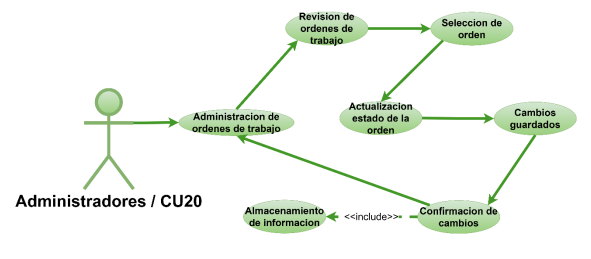 Revision de
ordenes de
trabajo
Seleccion de
orden
Administracion de
ordenes de trabajo
Actualizacion
estado de la
orden
Cambios
guardados
Administradores / CU20
Almacenamiento
de informacion
<<include>>
Confirmacion de
cambios